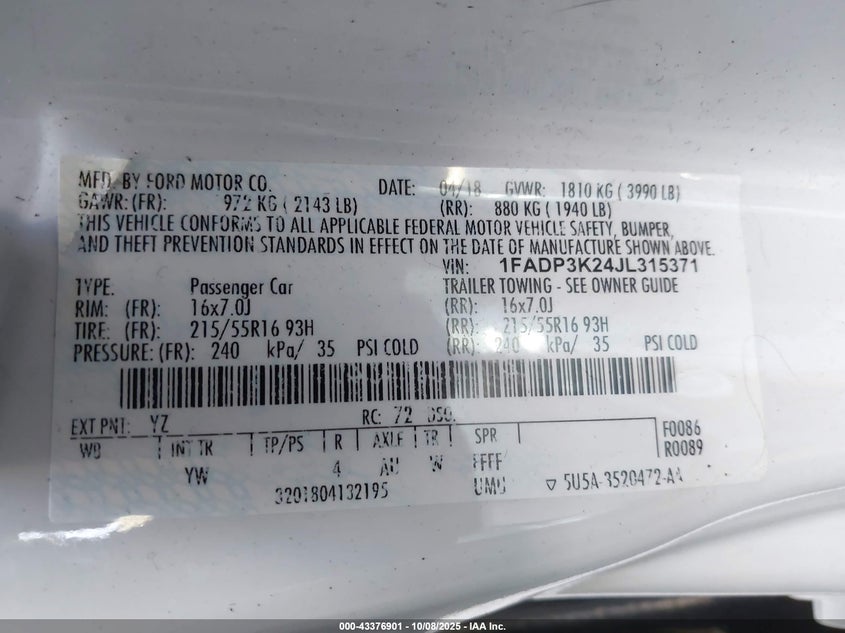 MFD. BY FORD MOTOR CO. DATE: 04/18 GVWR: 1810 KG ( 3990 LB)
GAWR: (FR): 972 KG ( 2143 LB) (RR): 880 KG ( 1940 LB)
THIS VEHICLE CONFORMS TO ALL APPLICABLE FEDERAL MOTOR VEHICLE SAFETY, BUMPER,
AND THEFT PREVENTION STANDARDS IN EFFECT ON THE DATE OF MANUFACTURE SHOWN ABOVE.
VIN: 1FADP3K24JL315371
TYPE: Passenger Car TRAILER TOWING - SEE OWNER GUIDE
RIM: (FR): 16x7.0J (RR): 16x7.0J
TIRE: (FR): 215/55R16 93H (RR): 215/55R16 93H
PRESSURE: (FR): 240 kPa/ 35 PSI COLD (RR): 240 kPa/ 35 PSI COLD
EXT PNT: YZ RC: 72 F0086
WB INT TR TP/PS R AXLE TR SPR R0089
YW 4 W
3201804132195 5U5A-3520472-AA
000-43376901 - 10/08/2025 - IAA Inc.